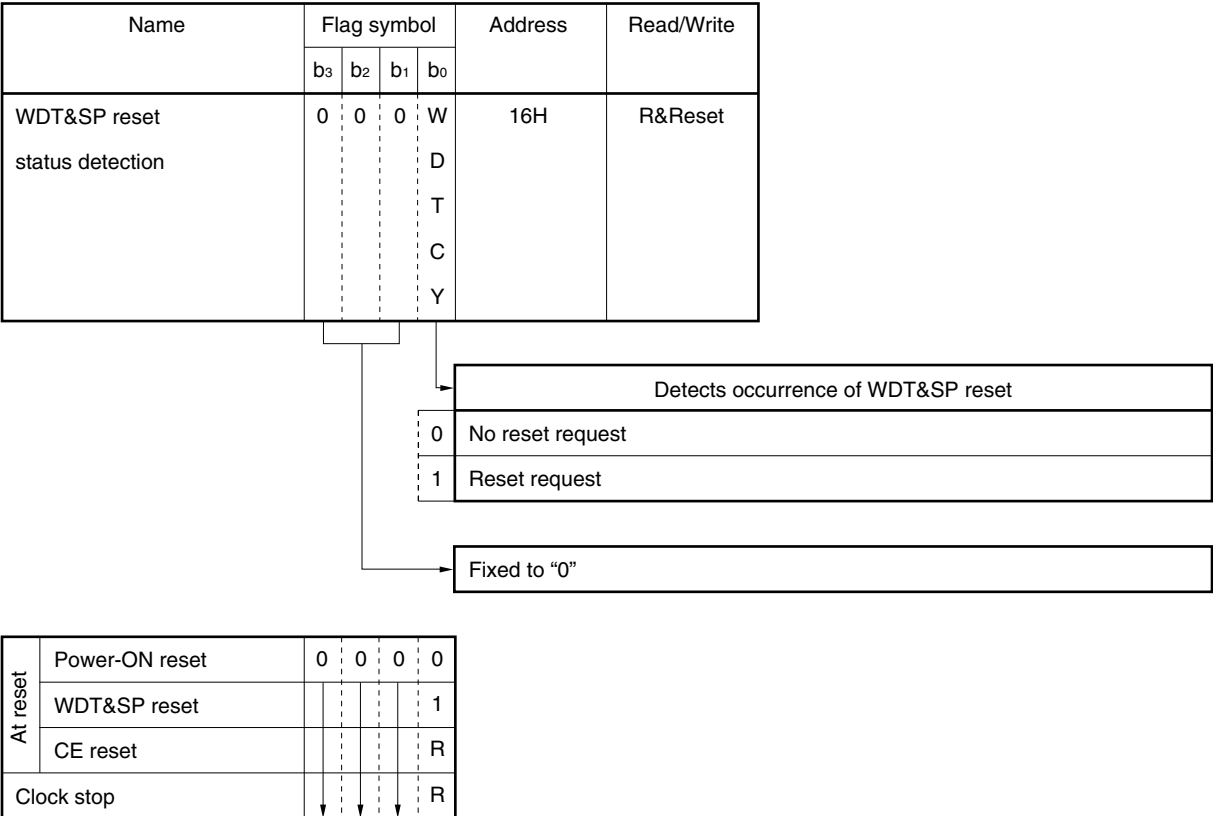 Name Flag symbol Address Read/Write
b3 b2 b1 b0
WDT&SP reset 0 0 0 W 16H R&Reset
status detection D
T
C
Y
Detects occurrence of WDT&SP reset
0 No reset request
1 Reset request
Fixed to “0”
At reset
Power-ON reset 0 0 0 0
WDT&SP reset 1
CE reset R
Clock stop R